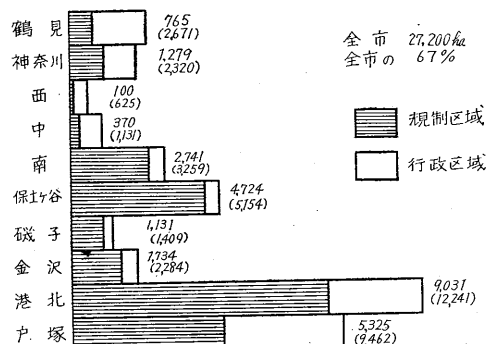 鶴見
765
(2,671)
全市 27,200ha
全市の 67%
神奈川
1,279
(2,320)
西
100
(625)
規制区域
中
370
(1,131)
行政区域
南
2,741
(3,259)
保土ヶ谷
4,724
(5,154)
磯子
1,131
(1,409)
金沢
1,734
(2,284)
港北
9,031
(12,241)
戸塚
5,325
(9,462)